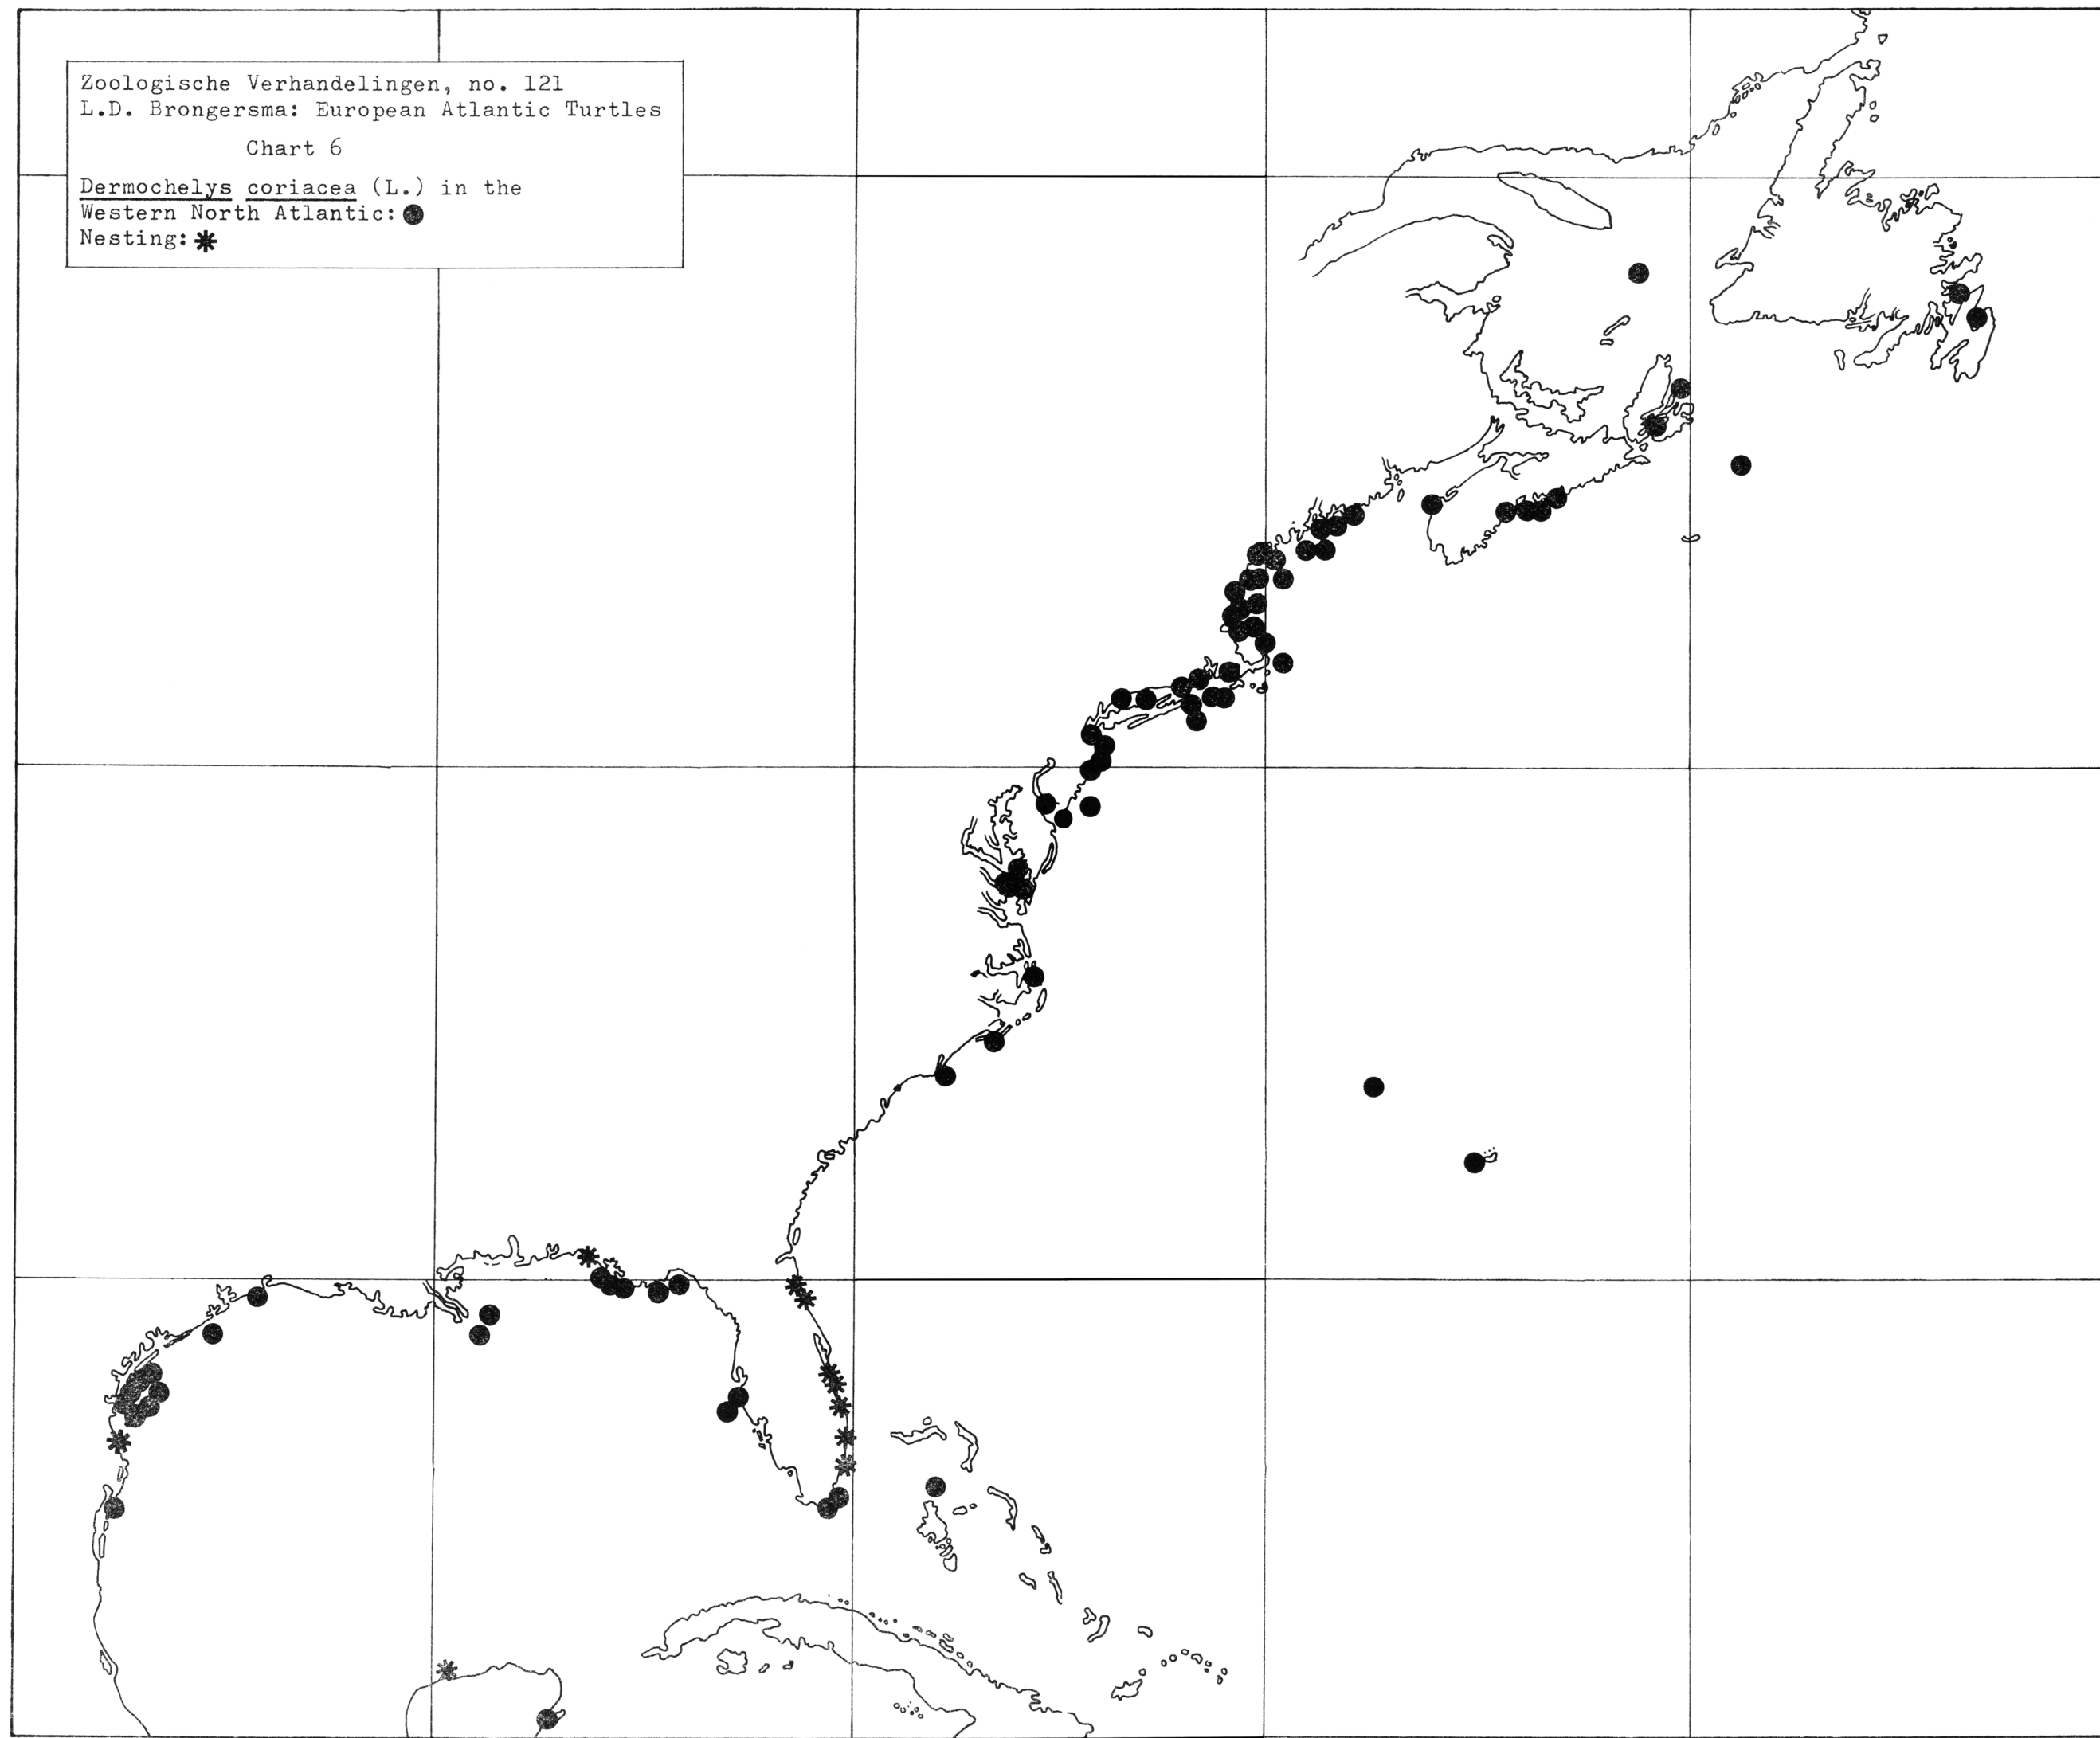 Zoologische Verhandelingen, no. 121
L.D. Brongersma: European Atlantic Turtles
Chart 6
Dermochelys coriacea (L.) in the
Western North Atlantic:
Nesting: